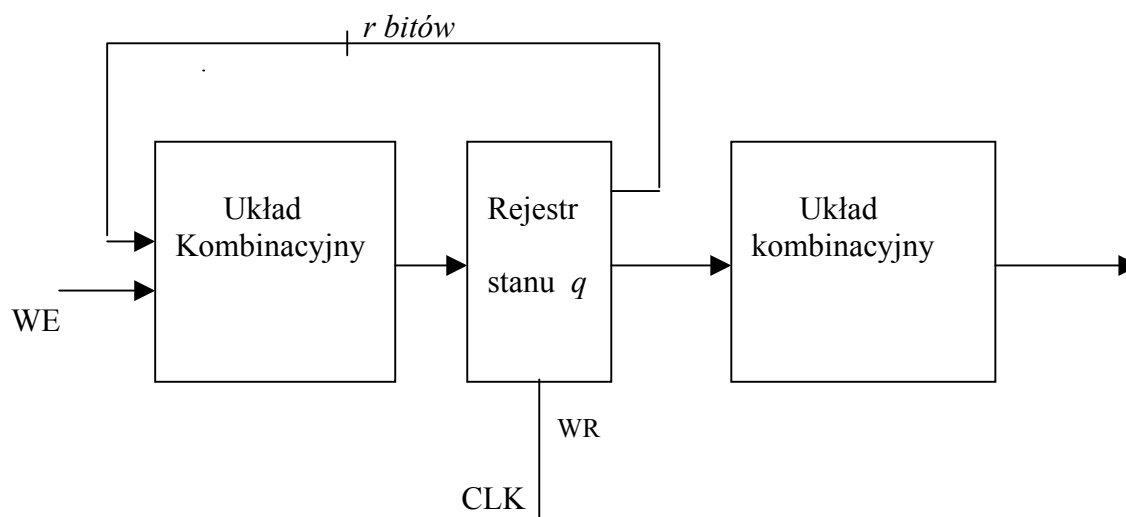 r bitów
Układ
Kombinacyjny
Rejestr
stanu q
Układ
kombinacyjny
WE
WR
CLK